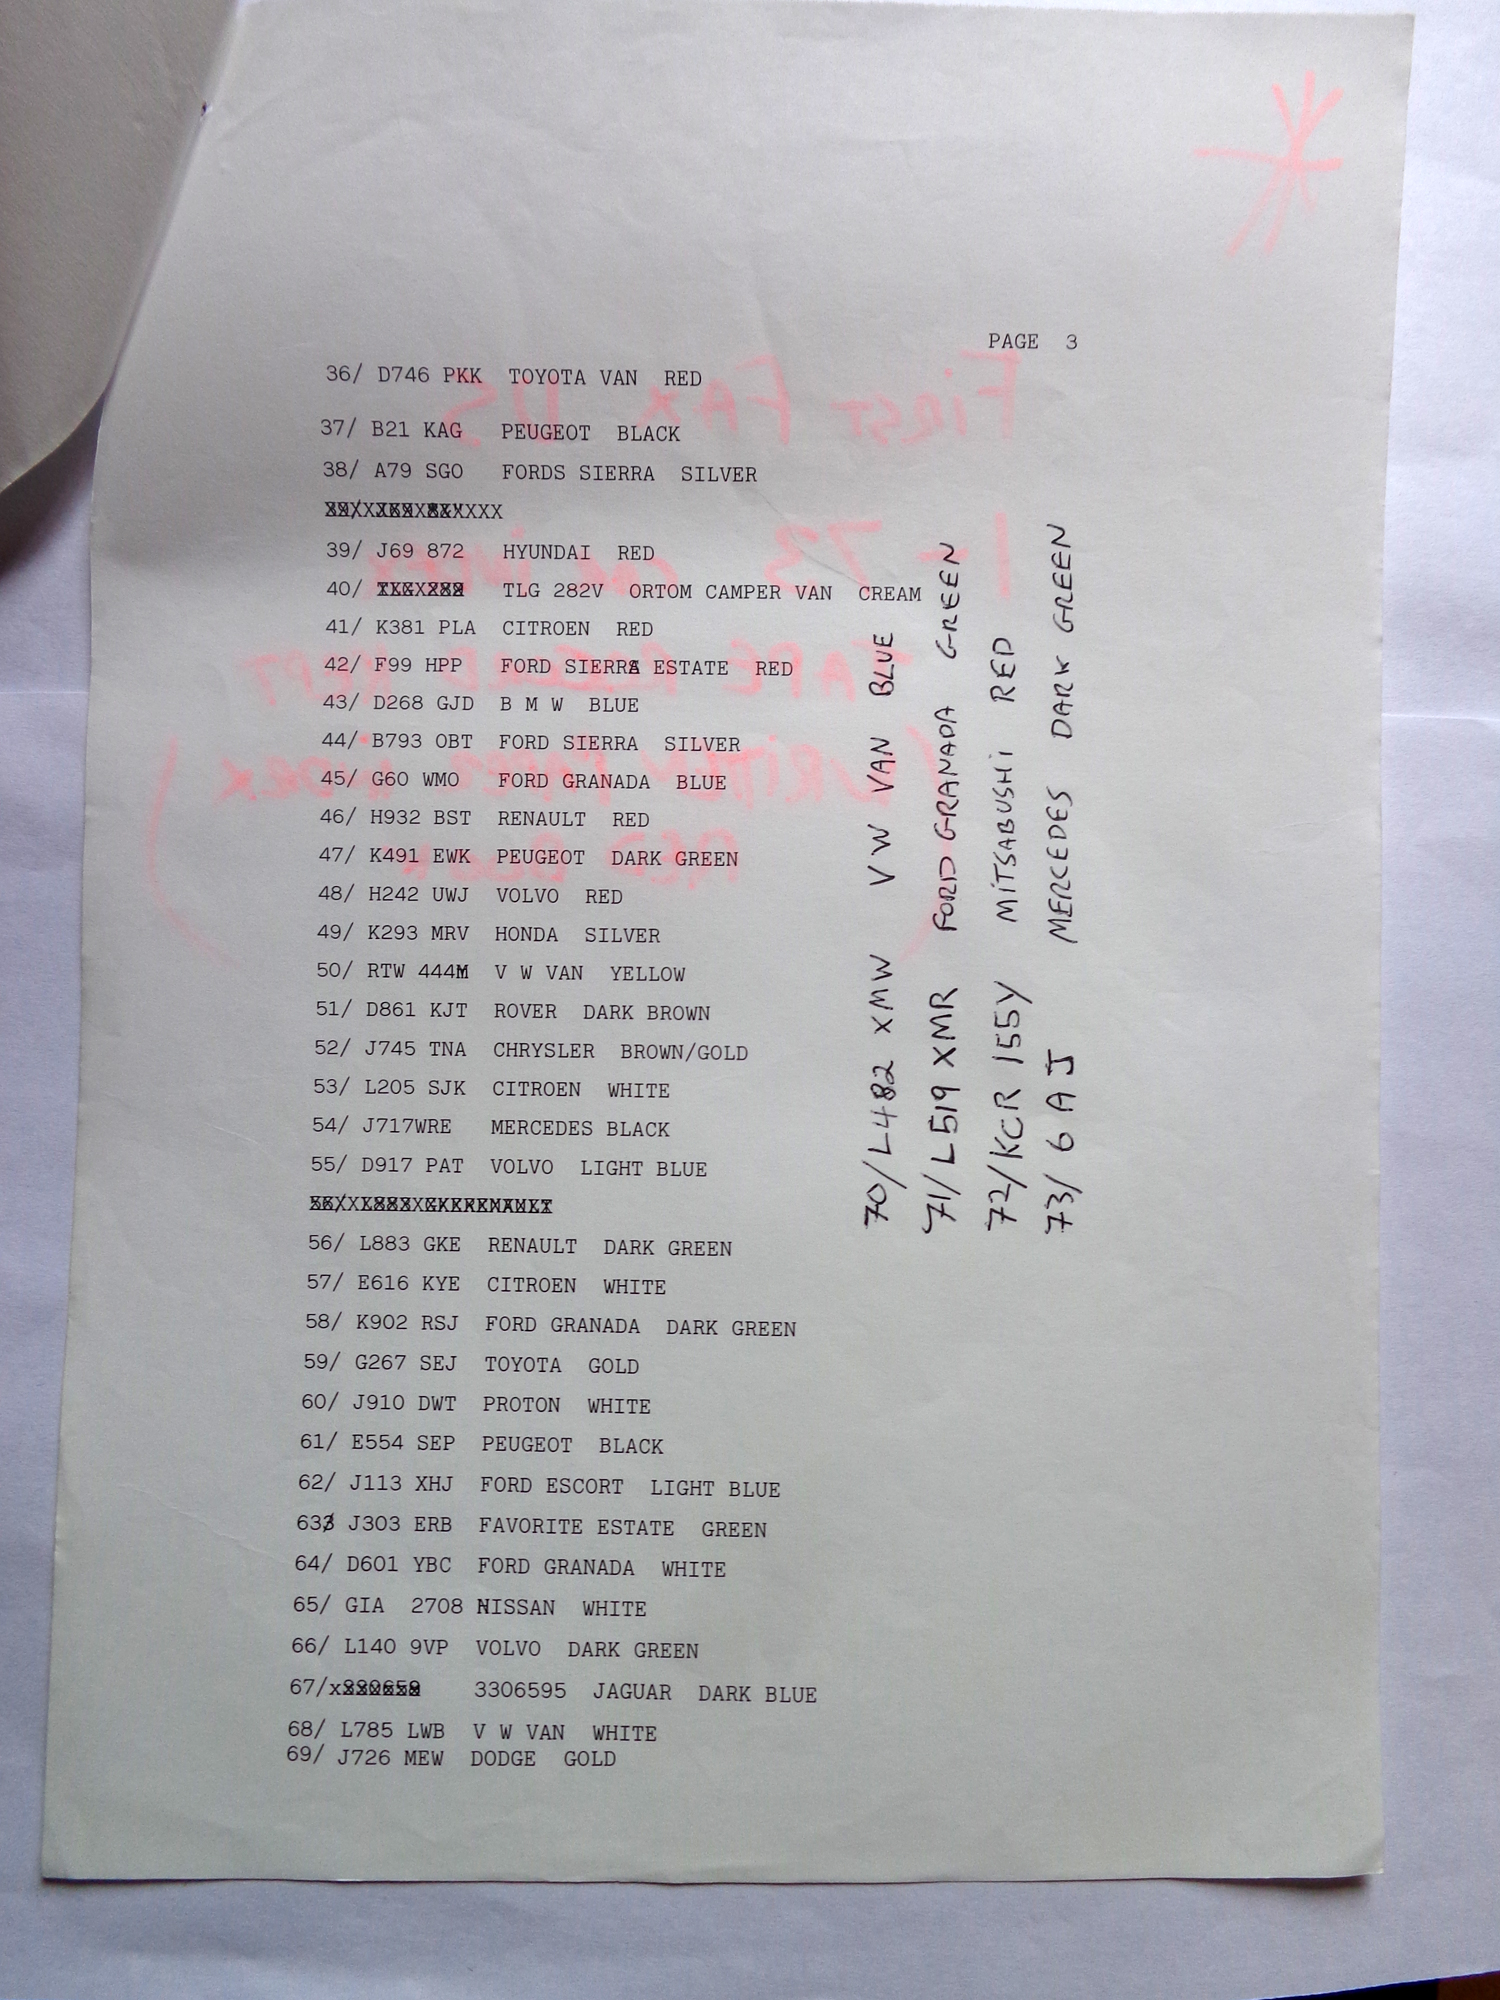 PAGE 3
36/ D746 PKK TOYOTA VAN RED
37/ B21 KAG PEUGEOT BLACK
38/ A79 SGO FORDS SIERRA SILVER
39/ J69 872 HYUNDAI RED
40/ TLG 282V ORTOM CAMPER VAN CREAM
41/ K381 PLA CITROEN RED
42/ F99 HPP FORD SIERRA ESTATE RED
43/ D268 GJD B M W BLUE
44/ B793 OBT FORD SIERRA SILVER
45/ G60 WMO FORD GRANADA BLUE
46/ H932 BST RENAULT RED
47/ K491 EWK PEUGEOT DARK GREEN
48/ H242 UWJ VOLVO RED
49/ K293 MRV HONDA SILVER
50/ RTW 444M V W VAN YELLOW
51/ D861 KJT ROVER DARK BROWN
52/ J745 TNA CHRYSLER BROWN/GOLD
53/ L205 SJK CITROEN WHITE
54/ J717WRE MERCEDES BLACK
55/ D917 PAT VOLVO LIGHT BLUE
56/ L883 GKE RENAULT DARK GREEN
57/ E616 KYE CITROEN WHITE
58/ K902 RSJ FORD GRANADA DARK GREEN
59/ G267 SEJ TOYOTA GOLD
60/ J910 DWT PROTON WHITE
61/ E554 SEP PEUGEOT BLACK
62/ J113 XHJ FORD ESCORT LIGHT BLUE
63/ J303 ERB FAVORITE ESTATE GREEN
64/ D601 YBC FORD GRANADA WHITE
65/ GIA 2708 NISSAN WHITE
66/ L140 9VP VOLVO DARK GREEN
67/ 3306595 JAGUAR DARK BLUE
68/ L785 LWB V W VAN WHITE
69/ J726 MEW DODGE GOLD
70/ L482 XMW VW VAN BLUE
71/ L519 XMR FORD GRANADA GREEN
72/ KCR 155Y MITSABUSHI RED
73/ 6 A J MERCEDES DARK GREEN
FIRST FAX US
1-73